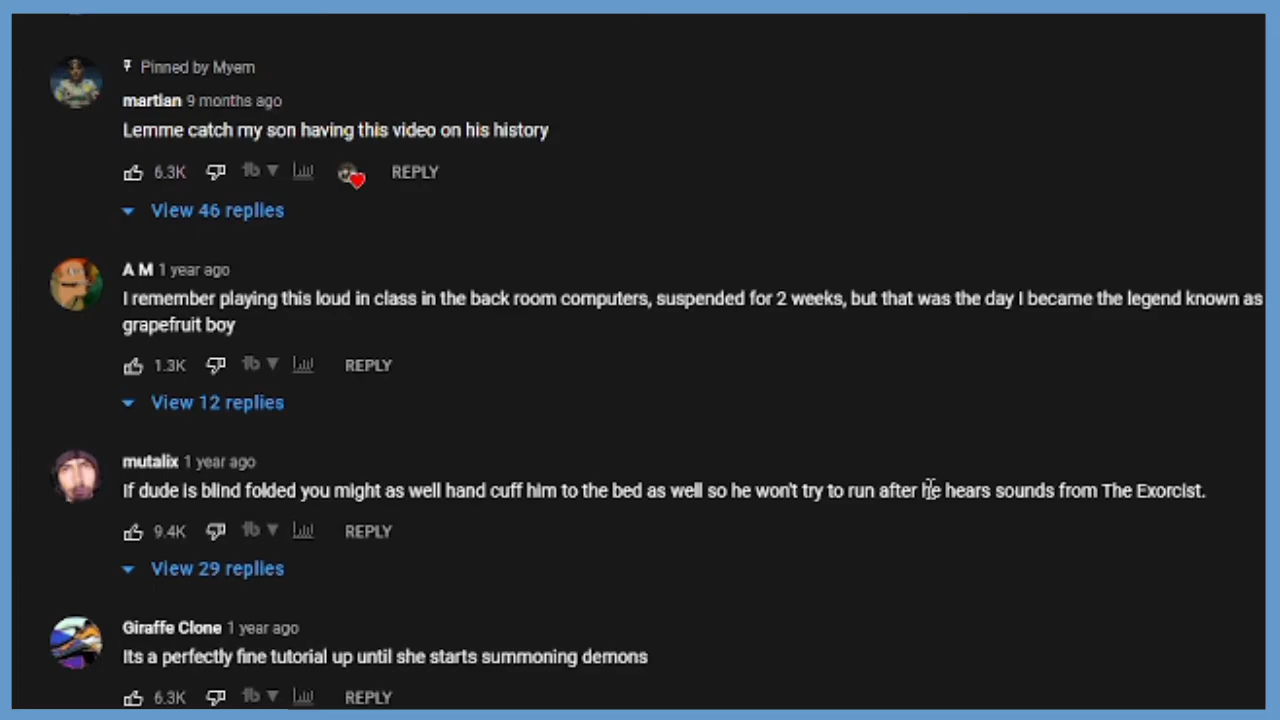 Pinned by Myem
martian 9 months ago
Lemme catch my son having this video on his history
6.3K REPLY
View 46 replies
A M 1 year ago
I remember playing this loud in class in the back room computers, suspended for 2 weeks, but that was the day I became the legend known as
grapefruit boy
1.3K REPLY
View 12 replies
mutalix 1 year ago
If dude is blind folded you might as well hand cuff him to the bed as well so he won't try to run after he hears sounds from The Exorcist.
9.4K REPLY
View 29 replies
Giraffe Clone 1 year ago
Its a perfectly fine tutorial up until she starts summoning demons
6.3K REPLY